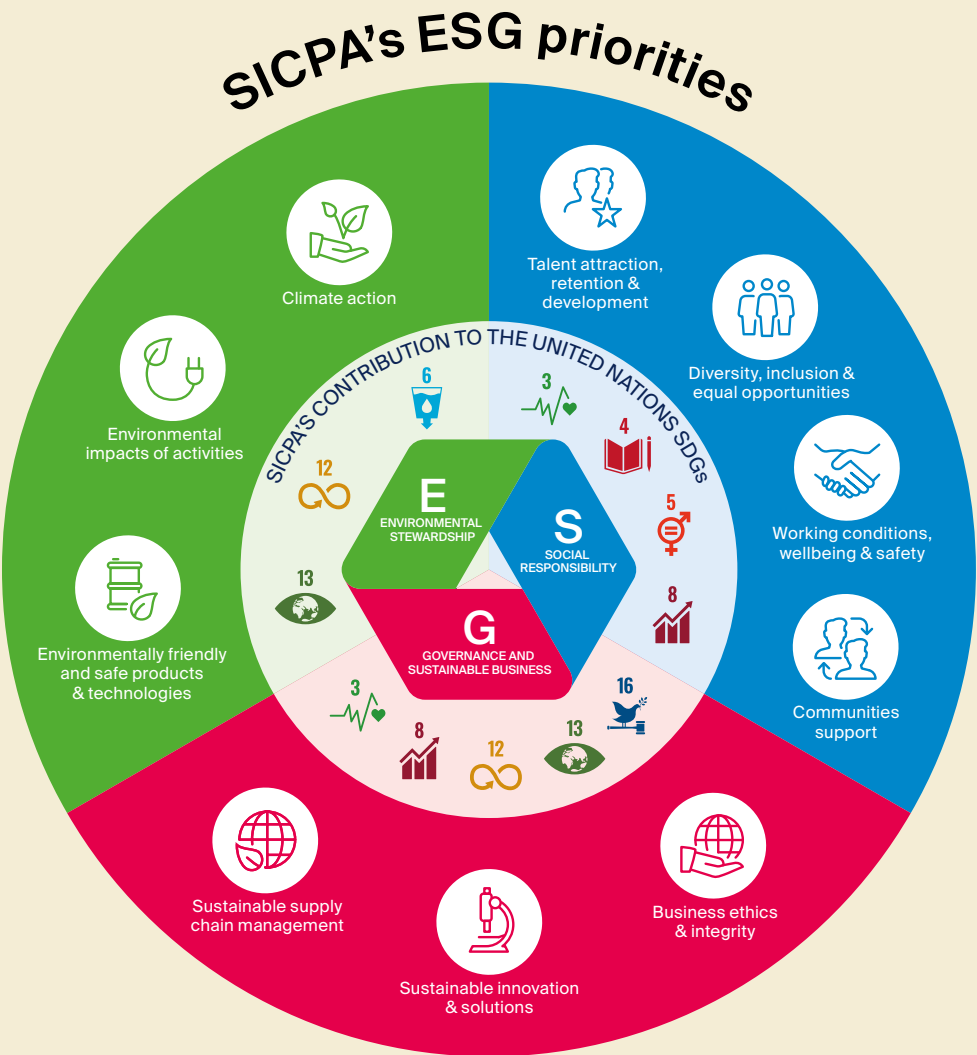 SICPA's ESG priorities
Climate action
Environmental
impacts of activities
Environmentally friendly
and safe products
& technologies
Talent attraction,
retention &
development
Diversity, inclusion &
equal opportunities
Working conditions,
wellbeing & safety
Communities
support
SICPA'S CONTRIBUTION TO THE UNITED NATIONS SDGs
6
12
13
3
4
5
8
E
ENVIRONMENTAL
STEWARDSHIP
S
SOCIAL
RESPONSIBILITY
G
GOVERNANCE AND
SUSTAINABLE BUSINESS
3
8
12
13
16
Sustainable supply
chain management
Sustainable innovation
& solutions
Business ethics
& integrity